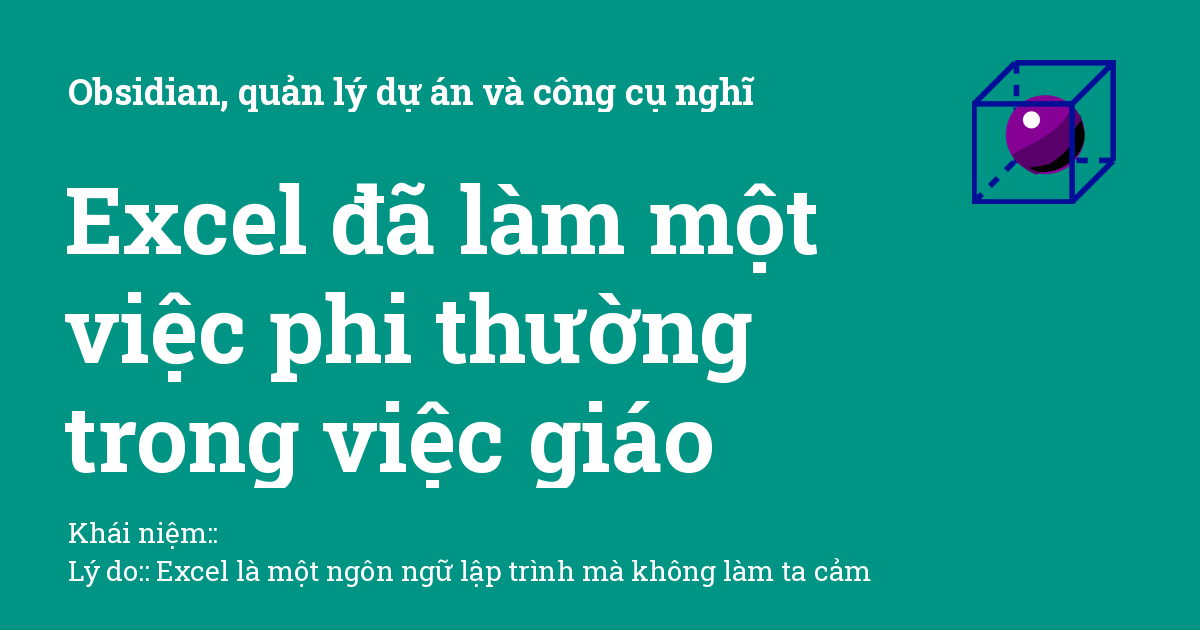 Obsidian, quản lý dự án và công cụ nghĩ
Excel đã làm một
việc phi thường
trong việc giáo
Khái niệm::
Lý do:: Excel là một ngôn ngữ lập trình mà không làm ta cảm